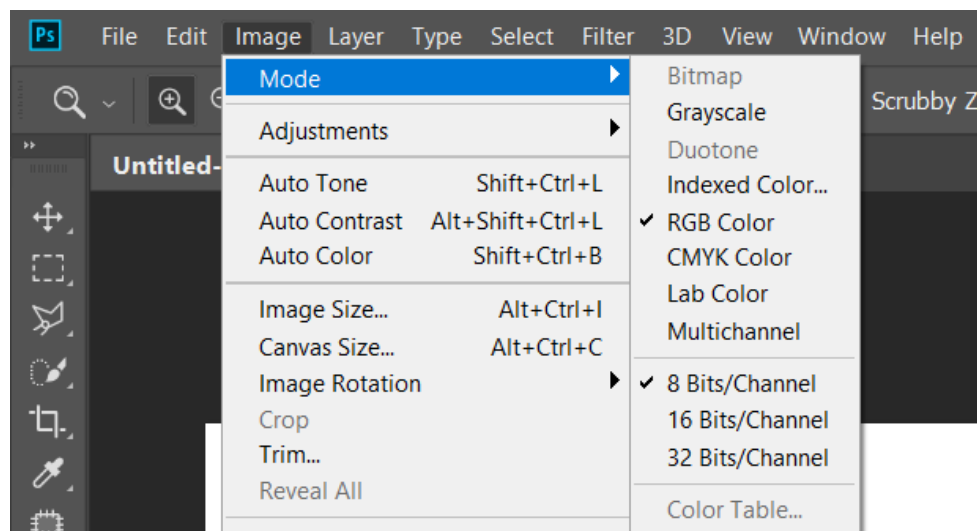 Ps File Edit Image Layer Type Select Filter 3D View Window Help
Scrubby Z
Untitled-
Mode
Adjustments
Auto Tone Shift+Ctrl+L
Auto Contrast Alt+Shift+Ctrl+L
Auto Color Shift+Ctrl+B
Image Size... Alt+Ctrl+I
Canvas Size... Alt+Ctrl+C
Image Rotation
Crop
Trim...
Reveal All
Bitmap
Grayscale
Duotone
Indexed Color...
RGB Color
CMYK Color
Lab Color
Multichannel
8 Bits/Channel
16 Bits/Channel
32 Bits/Channel
Color Table...